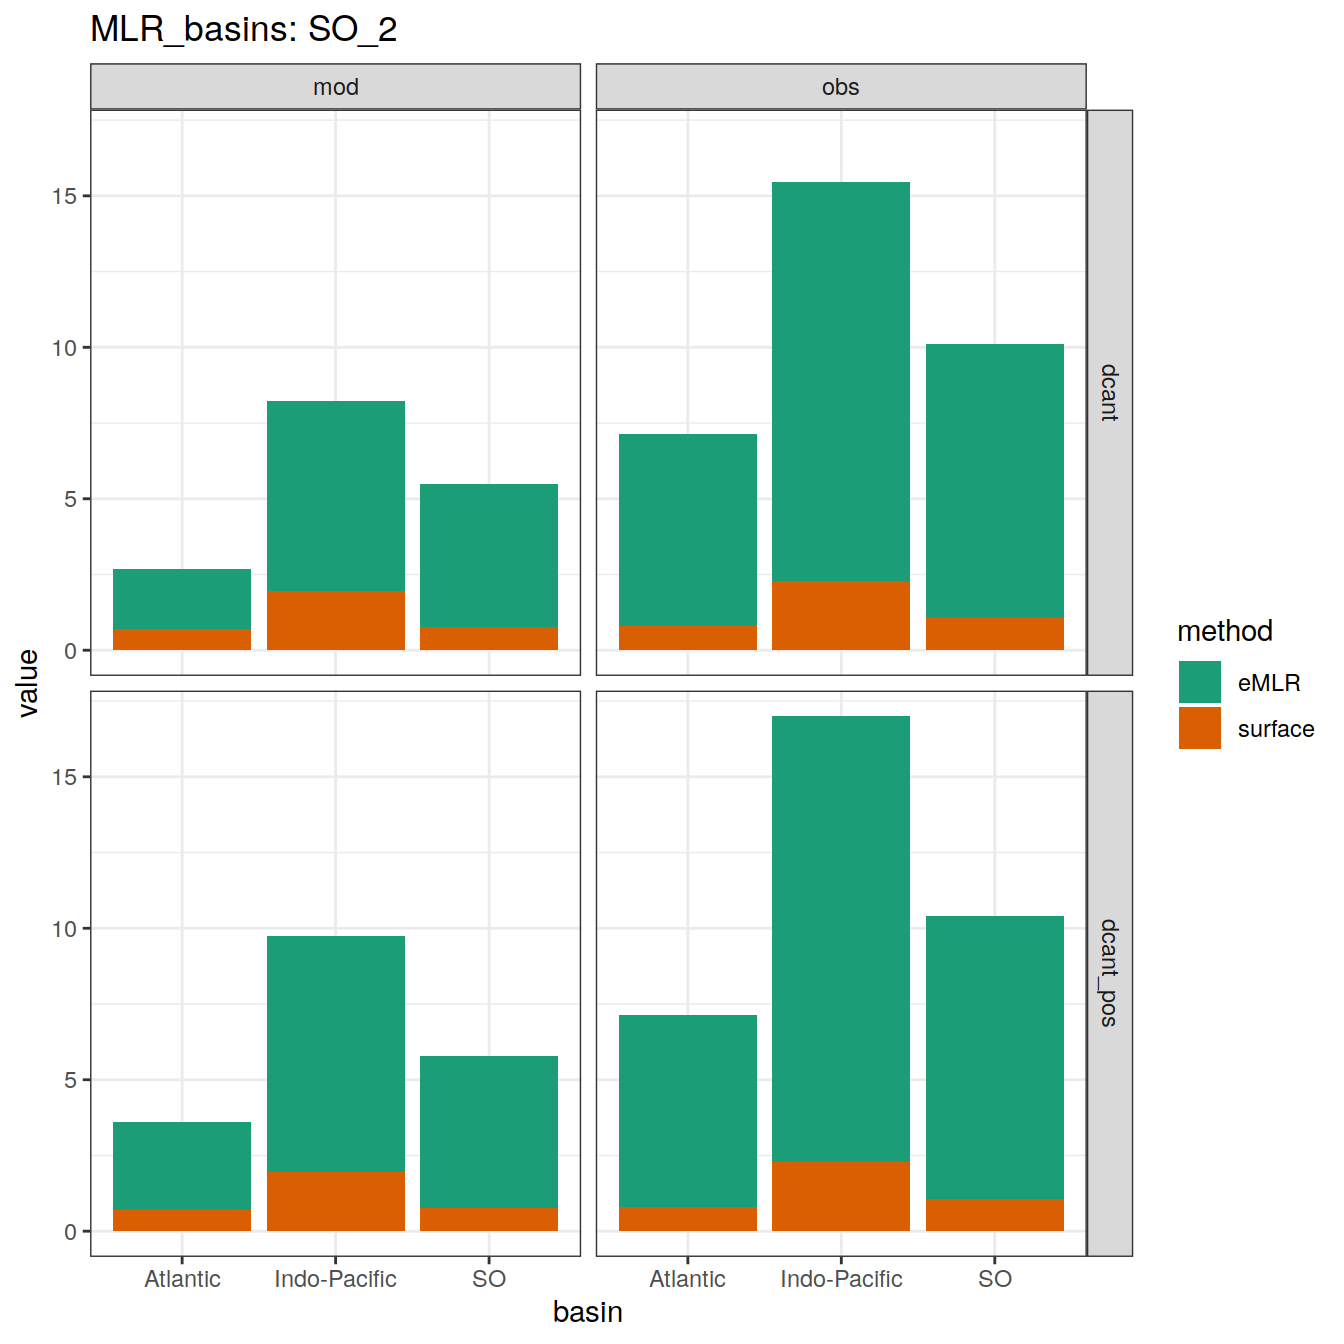 MLR_basins: SO_2
mod
obs
15
10
5
0
dcant
15
10
5
0
dcant_pos
value
Atlantic
Indo-Pacific
SO
Atlantic
Indo-Pacific
SO
basin
method
eMLR
surface